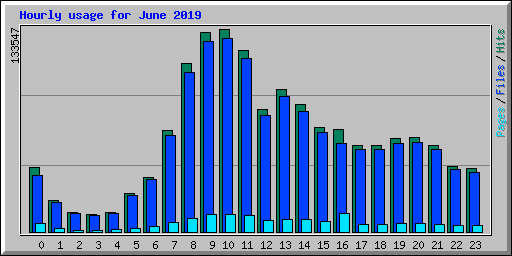 Hourly usage for June 2019
133547
Pages/Files/Hits
0 1 2 3 4 5 6 7 8 9 10 11 12 13 14 15 16 17 18 19 20 21 22 23